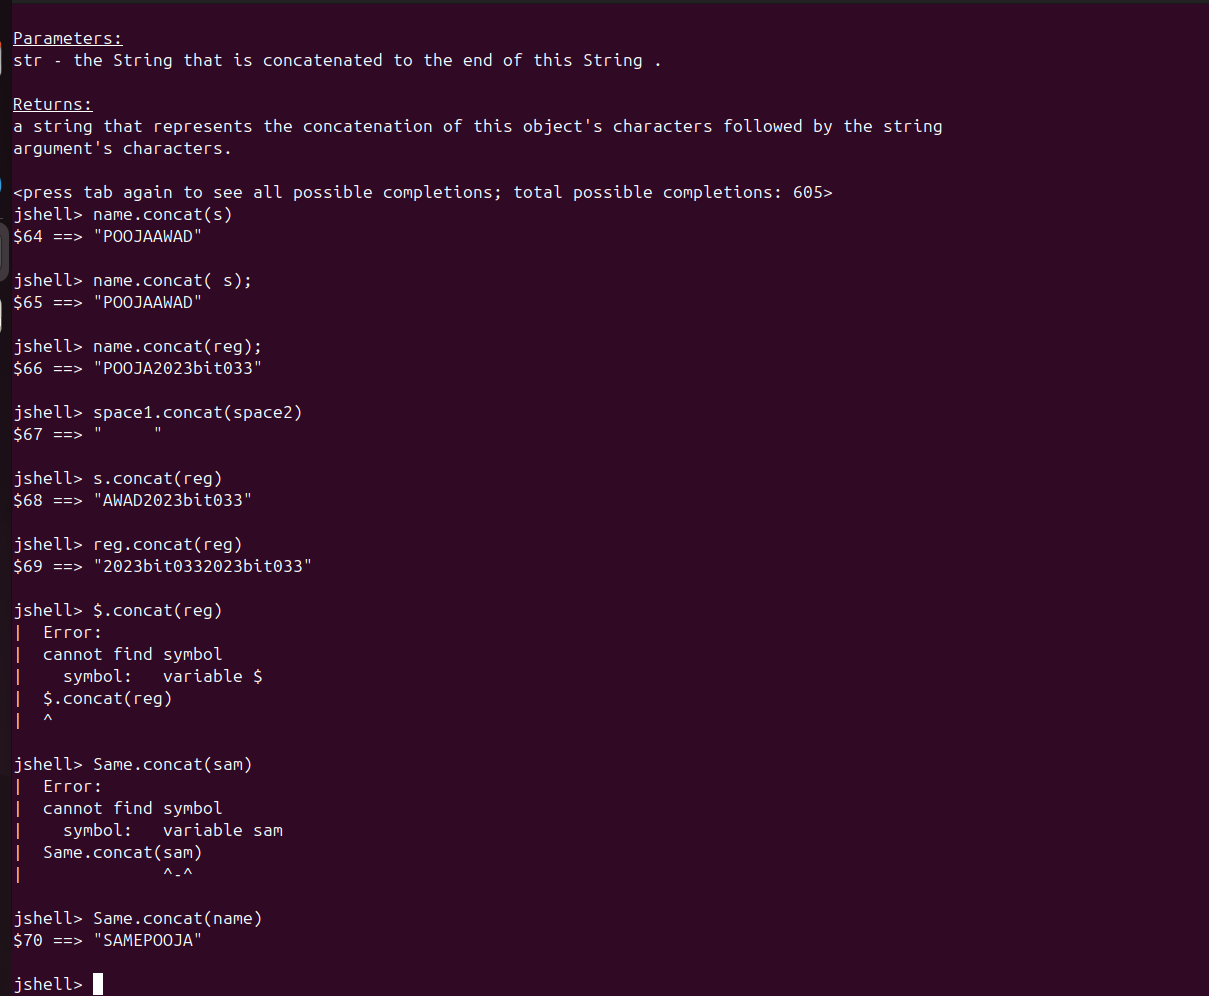 Parameters:
str - the String that is concatenated to the end of this String .
Returns:
a string that represents the concatenation of this object's characters followed by the string
argument's characters.
<press tab again to see all possible completions; total possible completions: 605>
jshell> name.concat(s)
$64 ==> "POOJAAWAD"
jshell> name.concat( s);
$65 ==> "POOJAAWAD"
jshell> name.concat(reg);
$66 ==> "POOJA2023bit033"
jshell> space1.concat(space2)
$67 ==> "     "
jshell> s.concat(reg)
$68 ==> "AWAD2023bit033"
jshell> reg.concat(reg)
$69 ==> "2023bit0332023bit033"
jshell> $.concat(reg)
|  Error:
|  cannot find symbol
|    symbol:   variable $
|  $.concat(reg)
|  ^
jshell> Same.concat(sam)
|  Error:
|  cannot find symbol
|    symbol:   variable sam
|  Same.concat(sam)
|              ^-^
jshell> Same.concat(name)
$70 ==> "SAMEPOOJA"
jshell>